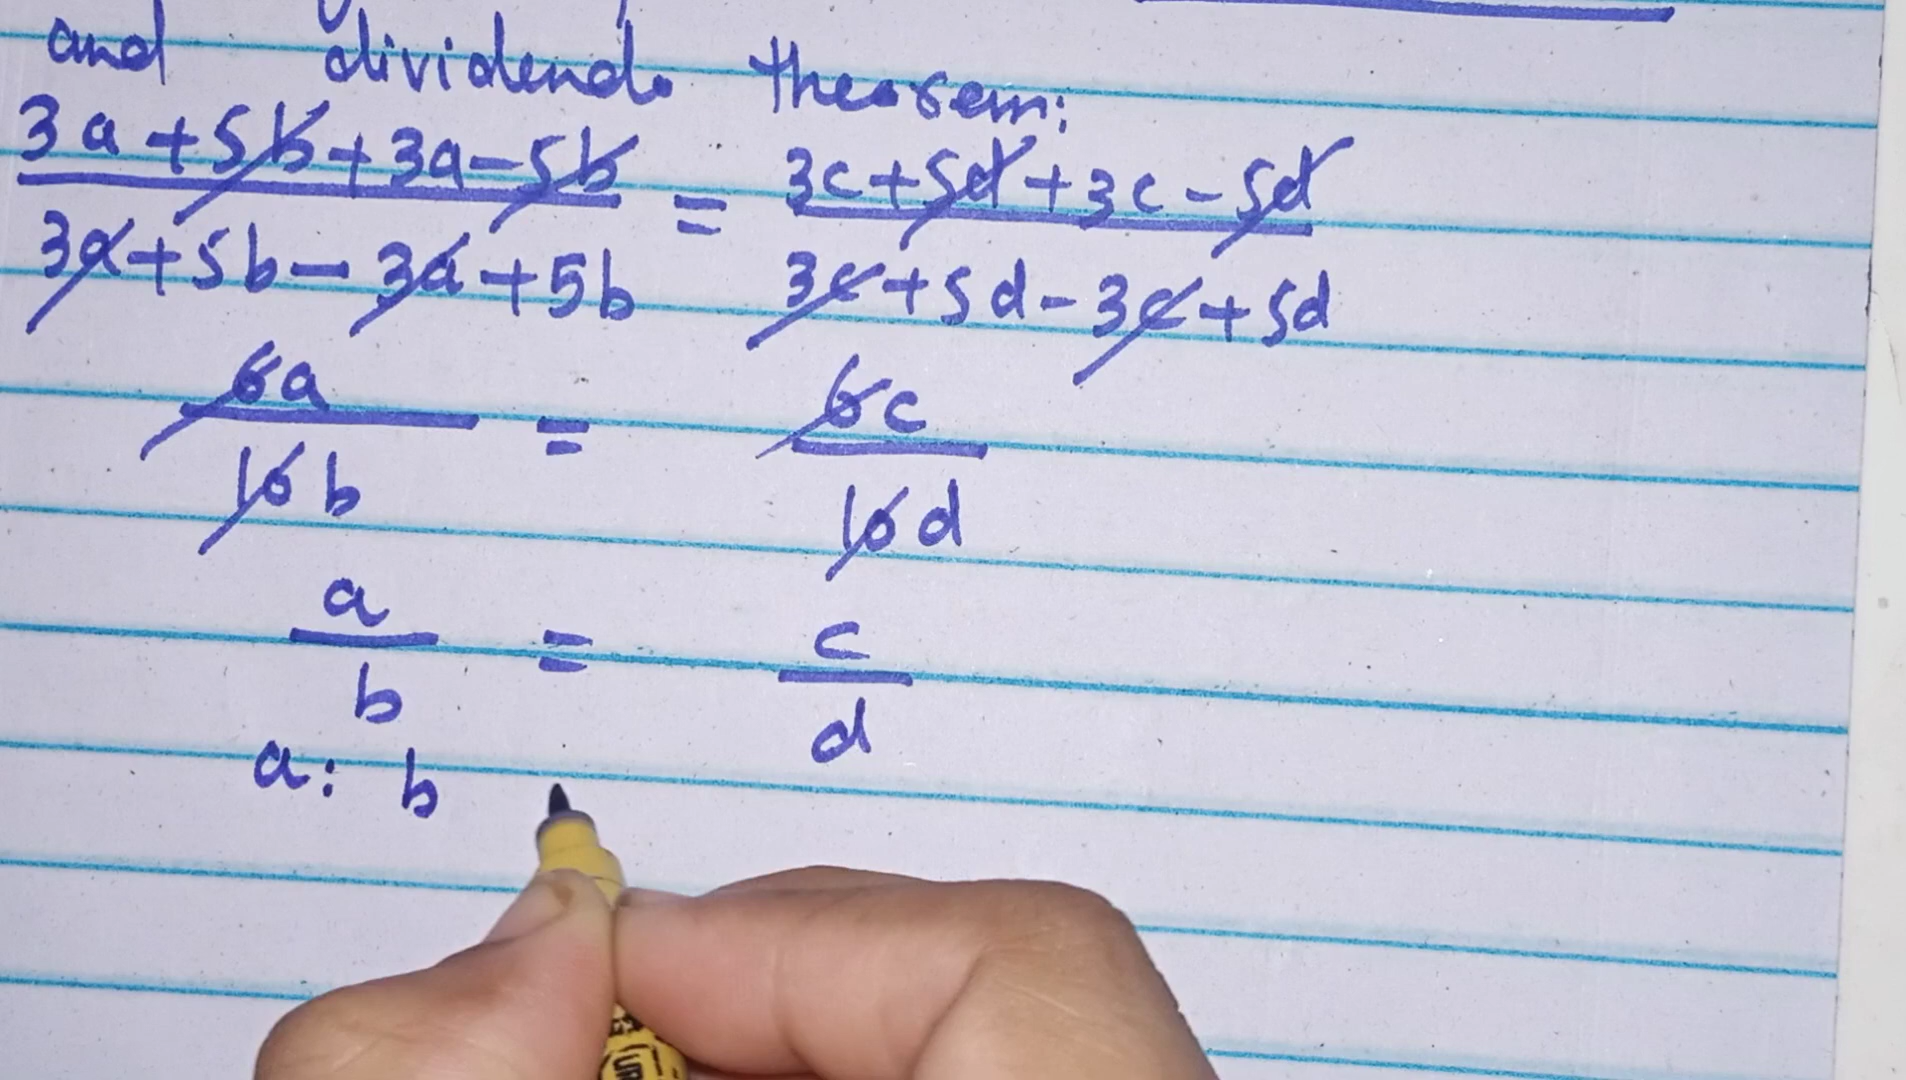 and dividendo theorem:
3a+5b+3a-5b = 3c+5d+3c-5d
3a+5b-3a+5b 3c+5d-3c+5d
6a = 6c
10b 10d
a = c
b d
a: b